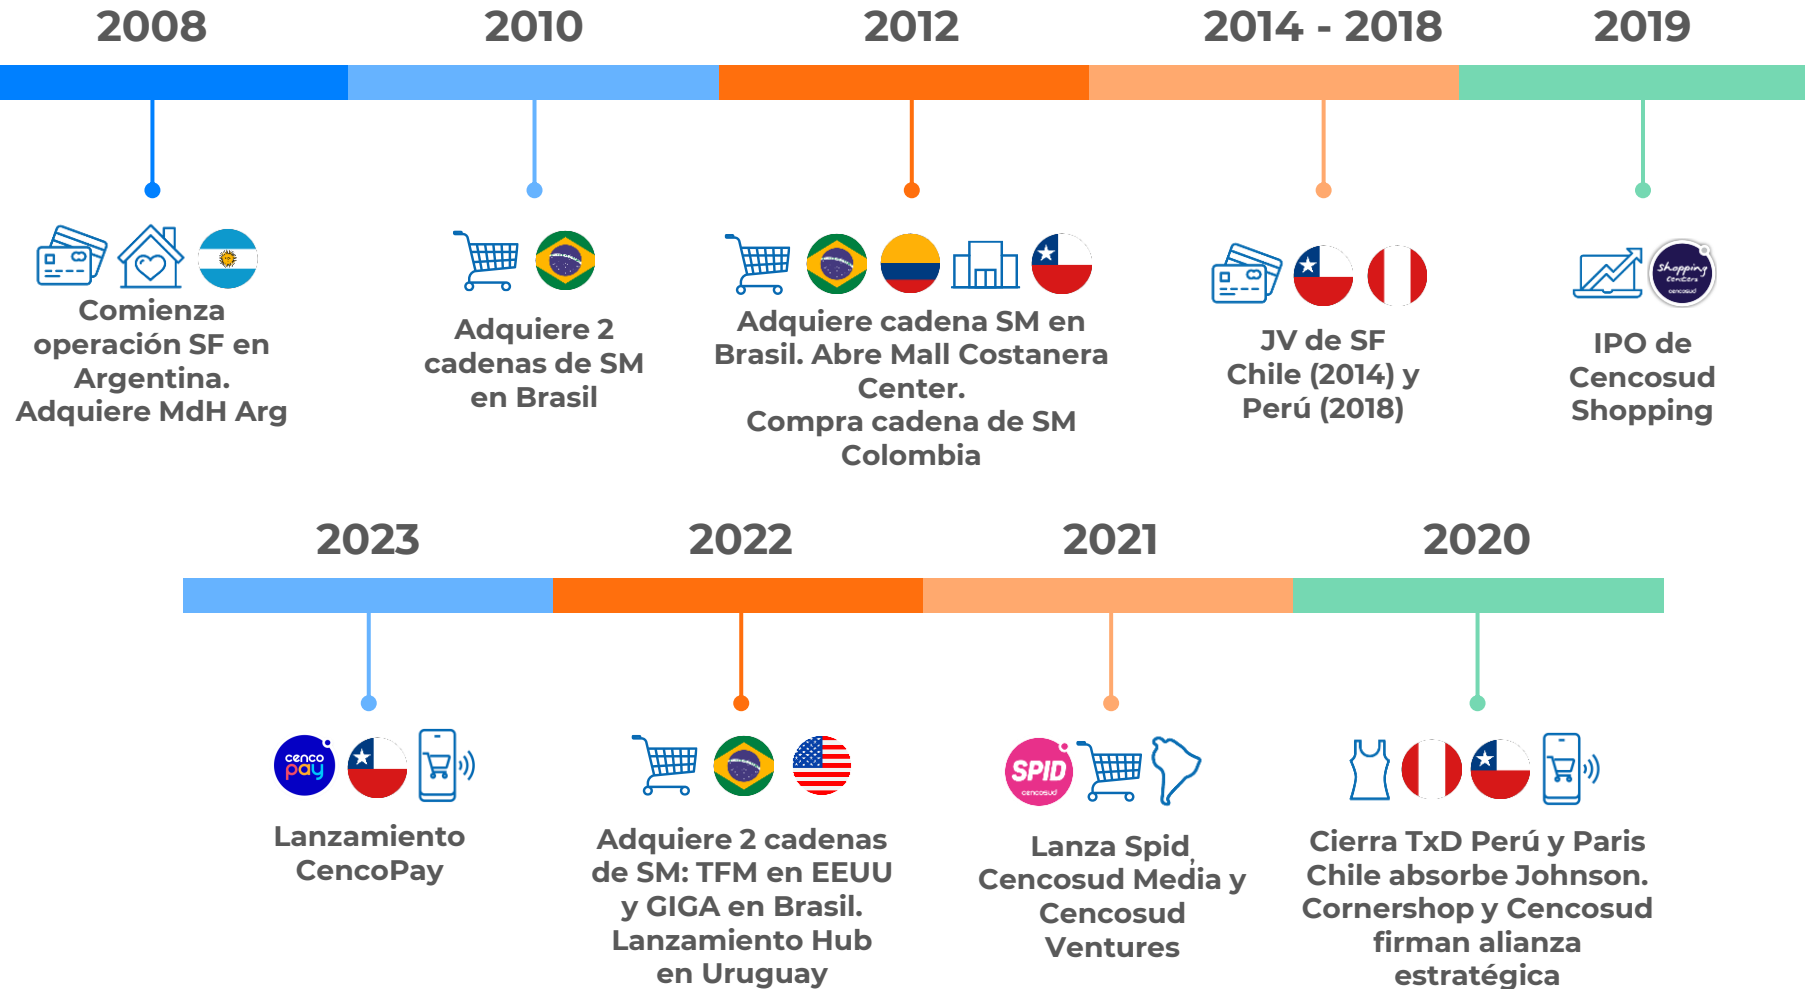 2008
2010
2012
2014 - 2018
2019
Comienza
operación SF en
Argentina.
Adquiere MdH Arg
Adquiere 2
cadenas de SM
en Brasil
Adquiere cadena SM en
Brasil. Abre Mall Costanera
Center.
Compra cadena de SM
Colombia
JV de SF
Chile (2014) y
Perú (2018)
Shopping
Centers
cencosud
IPO de
Cencosud
Shopping
2023
2022
2021
2020
cenco
pay
Lanzamiento
CencoPay
Adquiere 2 cadenas
de SM: TFM en EEUU
y GIGA en Brasil.
Lanzamiento Hub
en Uruguay
SPID
cencosud
Lanza Spid,
Cencosud Media y
Cencosud
Ventures
Cierra TxD Perú y Paris
Chile absorbe Johnson.
Cornershop y Cencosud
firman alianza
estratégica